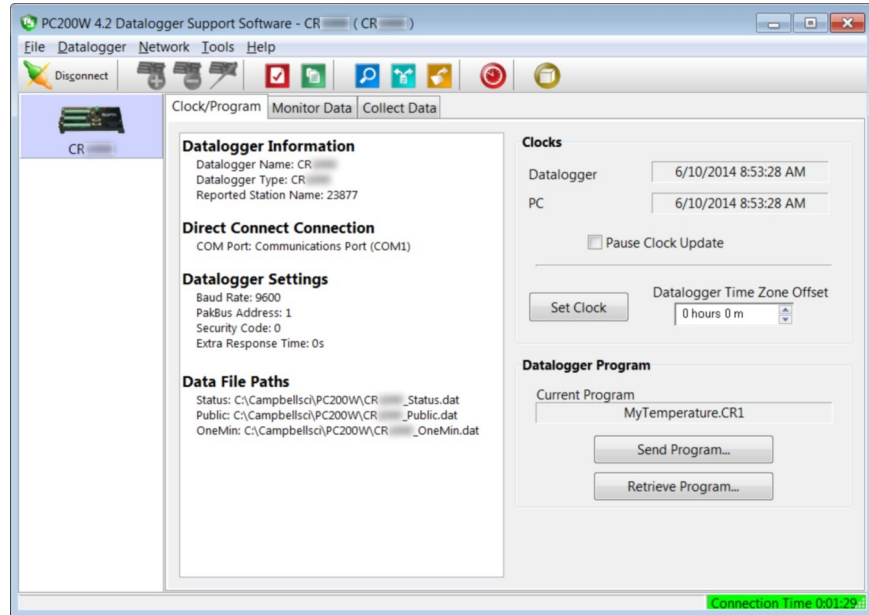 PC200W 4.2 Datalogger Support Software - CR ( CR )
File Datalogger Network Tools Help
Disconnect
CR
Clock/Program Monitor Data Collect Data
Datalogger Information
Datalogger Name: CR
Datalogger Type: CR
Reported Station Name: 23877
Direct Connect Connection
COM Port: Communications Port (COM1)
Datalogger Settings
Baud Rate: 9600
PakBus Address: 1
Security Code: 0
Extra Response Time: 0s
Data File Paths
Status: C:\Campbellsci\PC200W\CR _Status.dat
Public: C:\Campbellsci\PC200W\CR _Public.dat
OneMin: C:\Campbellsci\PC200W\CR _OneMin.dat
Clocks
Datalogger 6/10/2014 8:53:28 AM
PC 6/10/2014 8:53:28 AM
Pause Clock Update
Datalogger Time Zone Offset
Set Clock 0 hours 0 m
Datalogger Program
Current Program
MyTemperature.CR1
Send Program...
Retrieve Program...
Connection Time 0:01:29